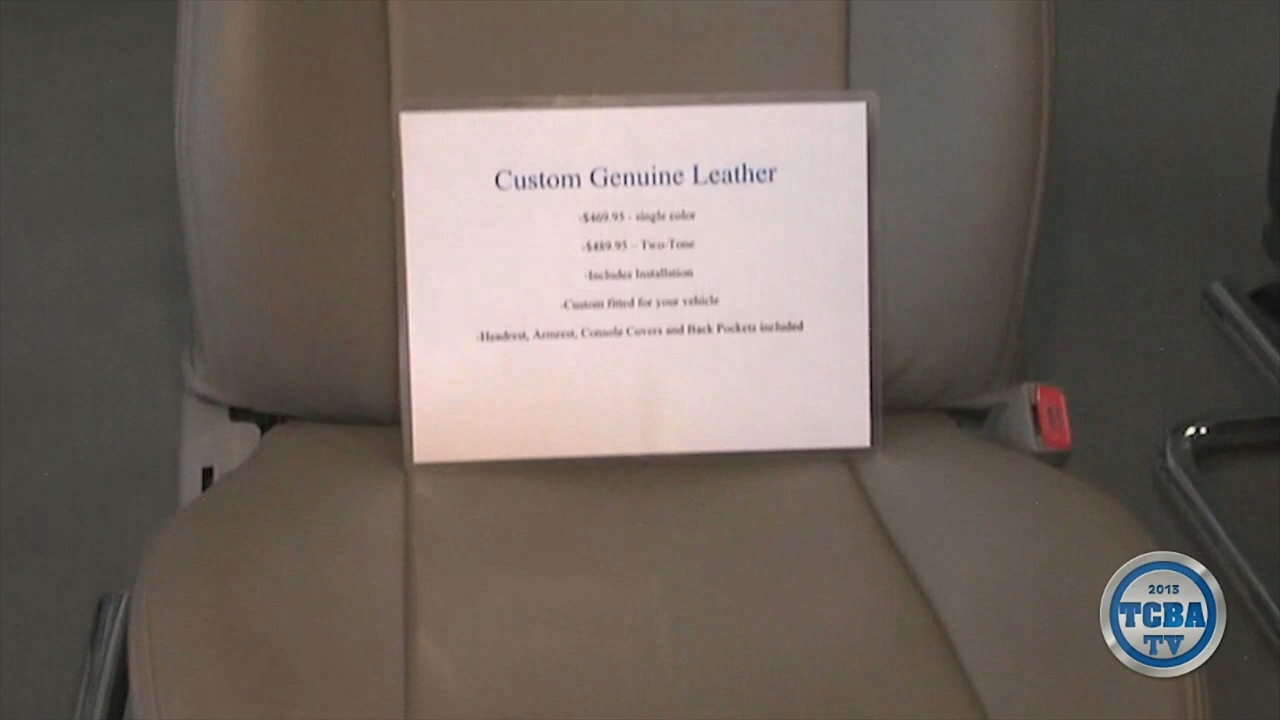 Custom Genuine Leather
-$469.95 - single color
-$489.95 – Two-Tone
-Includes Installation
-Custom fitted for your vehicle
-Headrest, Armrest, Console Covers and Back Pockets included
2013
TCBA
TV